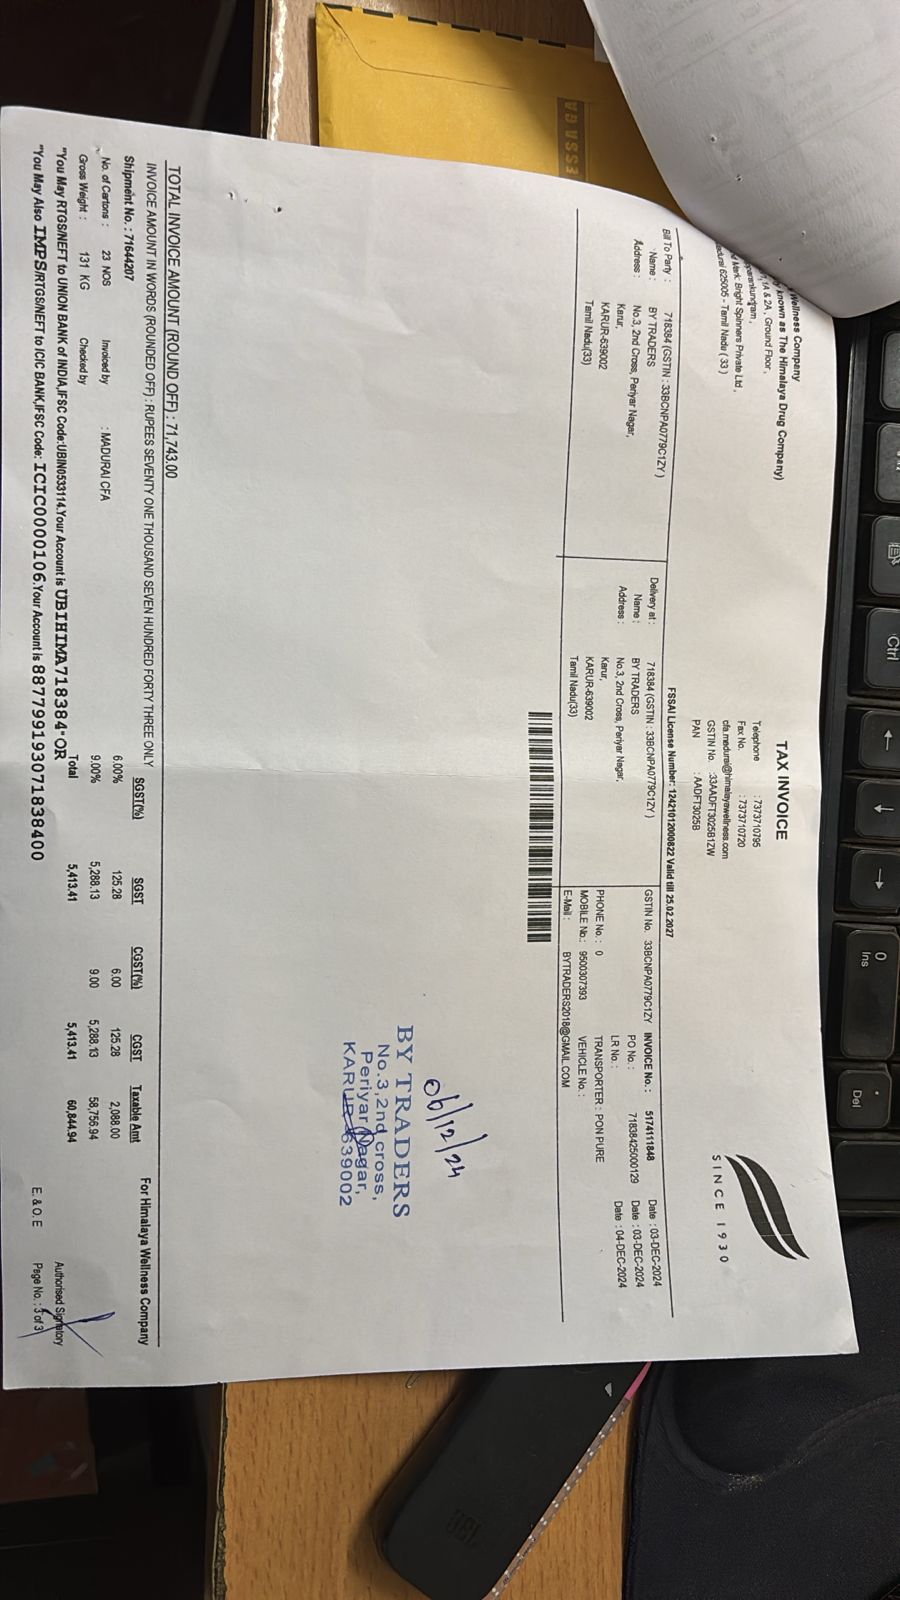 Wellness Company
known as The Himalaya Drug Company)
1A & 2A , Ground Floor ,
parankundram ,
d Mark: Bright Spinners Private Ltd ,
adurai 625005 - Tamil Nadu ( 33 )
TAX INVOICE
Telephone : 7373710795
Fax No. : 7373710720
cfa.madurai@himalayawellness.com
GSTIN No. :33AADFT3025B1ZW
PAN : AADFT3025B
SINCE 1930
FSSAI License Number: 12421012000822 Valid till 25.02.2027
Bill To Party : 718384 (GSTIN : 33BCNPA0779C1ZY )
Name : BY TRADERS
Address : No.3, 2nd Cross, Periyar Nagar,
Karur,
KARUR-639002
Tamil Nadu(33)
Delivery at : 718384 (GSTIN : 33BCNPA0779C1ZY )
Name : BY TRADERS
Address : No.3, 2nd Cross, Periyar Nagar,
Karur,
KARUR-639002
Tamil Nadu(33)
GSTIN No. 33BCNPA0779C1ZY INVOICE No. : 5174111848 Date : 03-DEC-2024
PO No. : 71838425000129 Date : 03-DEC-2024
LR No. : Date : 04-DEC-2024
PHONE No. : 0 TRANSPORTER : PON PURE
MOBILE No.: 9500307393 VEHICLE No. :
E-Mail : BYTRADERS2018@GMAIL.COM
06/12/24
BY TRADERS
No.3,2nd cross,
Periyar Nagar,
KARUR-639002
TOTAL INVOICE AMOUNT (ROUND OFF) : 71,743.00
INVOICE AMOUNT IN WORDS (ROUNDED OFF) : RUPEES SEVENTY ONE THOUSAND SEVEN HUNDRED FORTY THREE ONLY
For Himalaya Wellness Company
Shipment No. : 71644207 SGST(%) SGST CGST(%) CGST Taxable Amt
6.00% 125.28 6.00 125.28 2,088.00
No. of Cartons : 23 NOS Invoiced by : MADURAI CFA 9.00% 5,288.13 9.00 5,288.13 58,756.94
Gross Weight : 131 KG Checked by Total 5,413.41 5,413.41 60,844.94
"You May RTGS/NEFT to UNION BANK of INDIA,IFSC Code:UBIN0533114.Your Account is UBIHIMA718384"OR
Authorised Signatory
"You May Also IMPS/RTGS/NEFT to ICIC BANK,IFSC Code: ICIC0000106.Your Account is 887799193071838400
E. & O. E Page No. : 3 of 3
Ctrl
0
Ins
.
Del
JBL